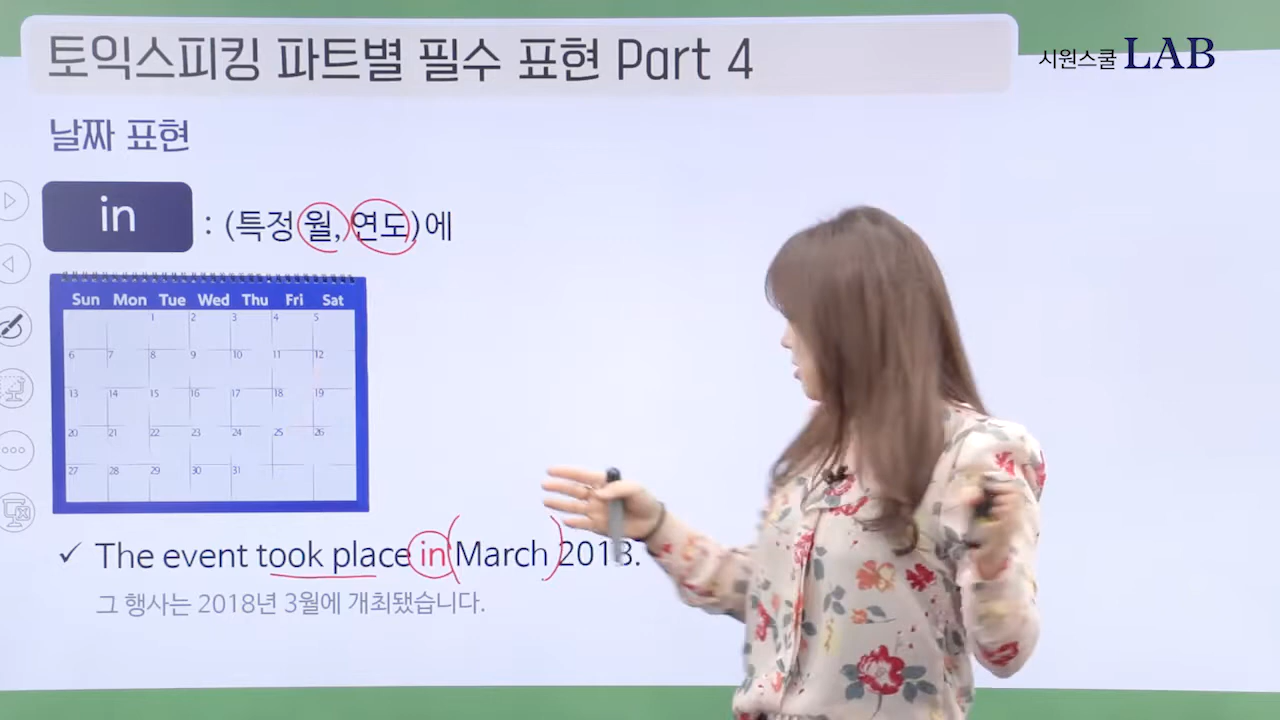 토익스피킹 파트별 필수 표현 Part 4
시원스쿨 LAB
날짜 표현
in : (특정 월, 연도)에
Sun Mon Tue Wed Thu Fri Sat
1 2 3 4 5
6 7 8 9 10 11 12
13 14 15 16 17 18 19
20 21 22 23 24 25 26
27 28 29 30 31
✓ The event took place in March 2018.
그 행사는 2018년 3월에 개최됐습니다.